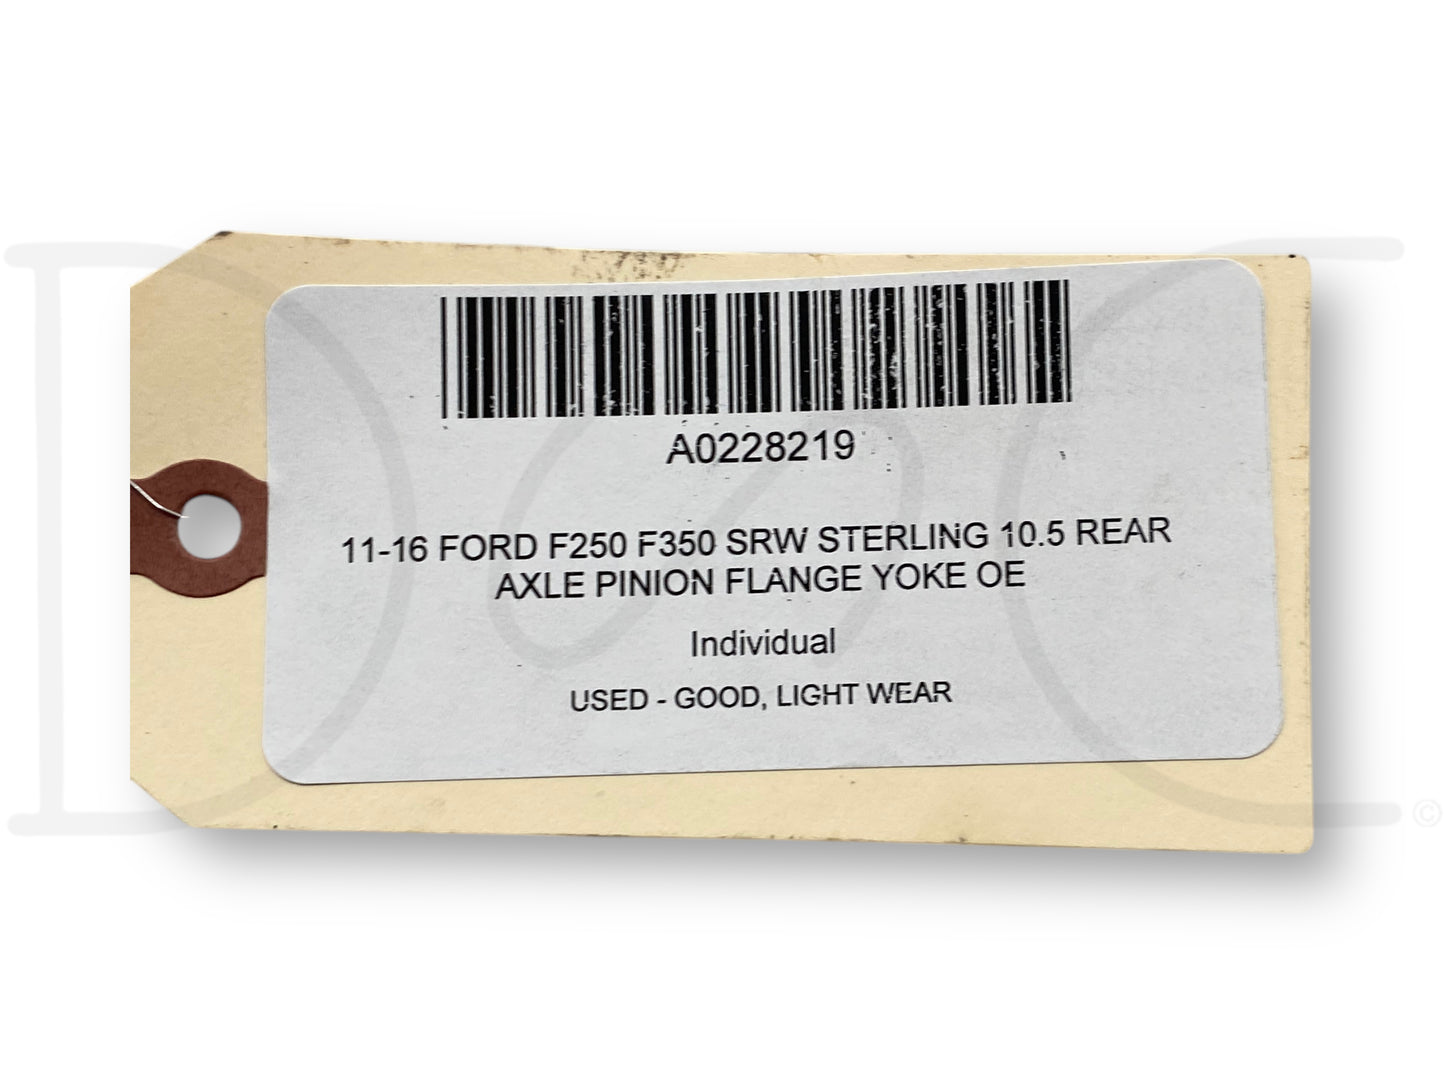 A0228219
11-16 FORD F250 F350 SRW STERLING 10.5 REAR
AXLE PINION FLANGE YOKE OE
Individual
USED - GOOD, LIGHT WEAR